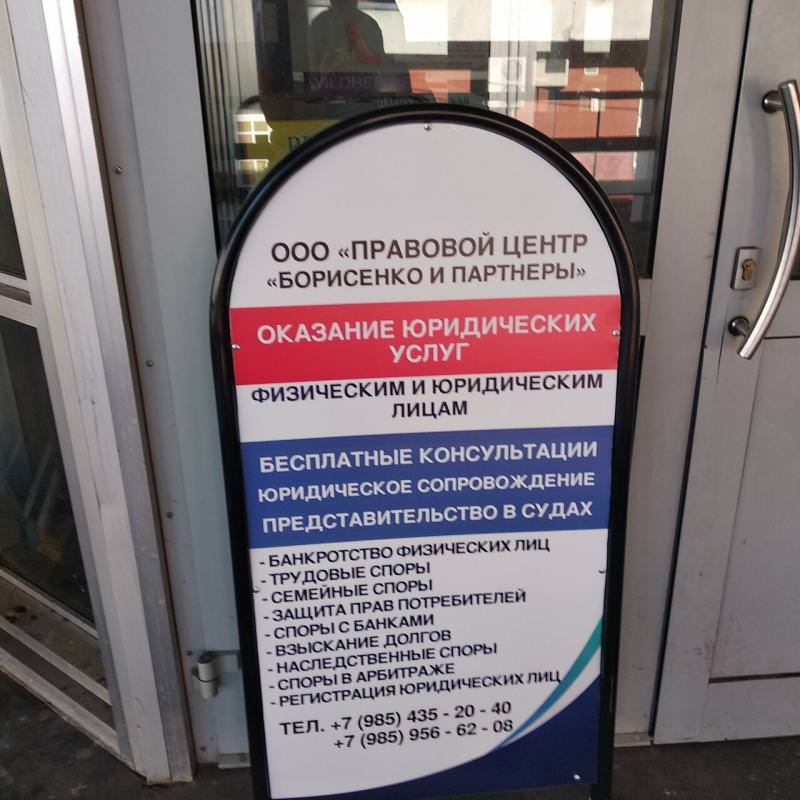 ООО «ПРАВОВОЙ ЦЕНТР
«БОРИСЕНКО И ПАРТНЕРЫ»
ОКАЗАНИЕ ЮРИДИЧЕСКИХ
УСЛУГ
ФИЗИЧЕСКИМ И ЮРИДИЧЕСКИМ
ЛИЦАМ
БЕСПЛАТНЫЕ КОНСУЛЬТАЦИИ
ЮРИДИЧЕСКОЕ СОПРОВОЖДЕНИЕ
ПРЕДСТАВИТЕЛЬСТВО В СУДАХ
- БАНКРОТСТВО ФИЗИЧЕСКИХ ЛИЦ
- ТРУДОВЫЕ СПОРЫ
- СЕМЕЙНЫЕ СПОРЫ
- ЗАЩИТА ПРАВ ПОТРЕБИТЕЛЕЙ
- СПОРЫ С БАНКАМИ
- ВЗЫСКАНИЕ ДОЛГОВ
- НАСЛЕДСТВЕННЫЕ СПОРЫ
- СПОРЫ В АРБИТРАЖЕ
- РЕГИСТРАЦИЯ ЮРИДИЧЕСКИХ ЛИЦ
ТЕЛ. +7 (985) 435 - 20 - 40
+7 (985) 956 - 62 - 08